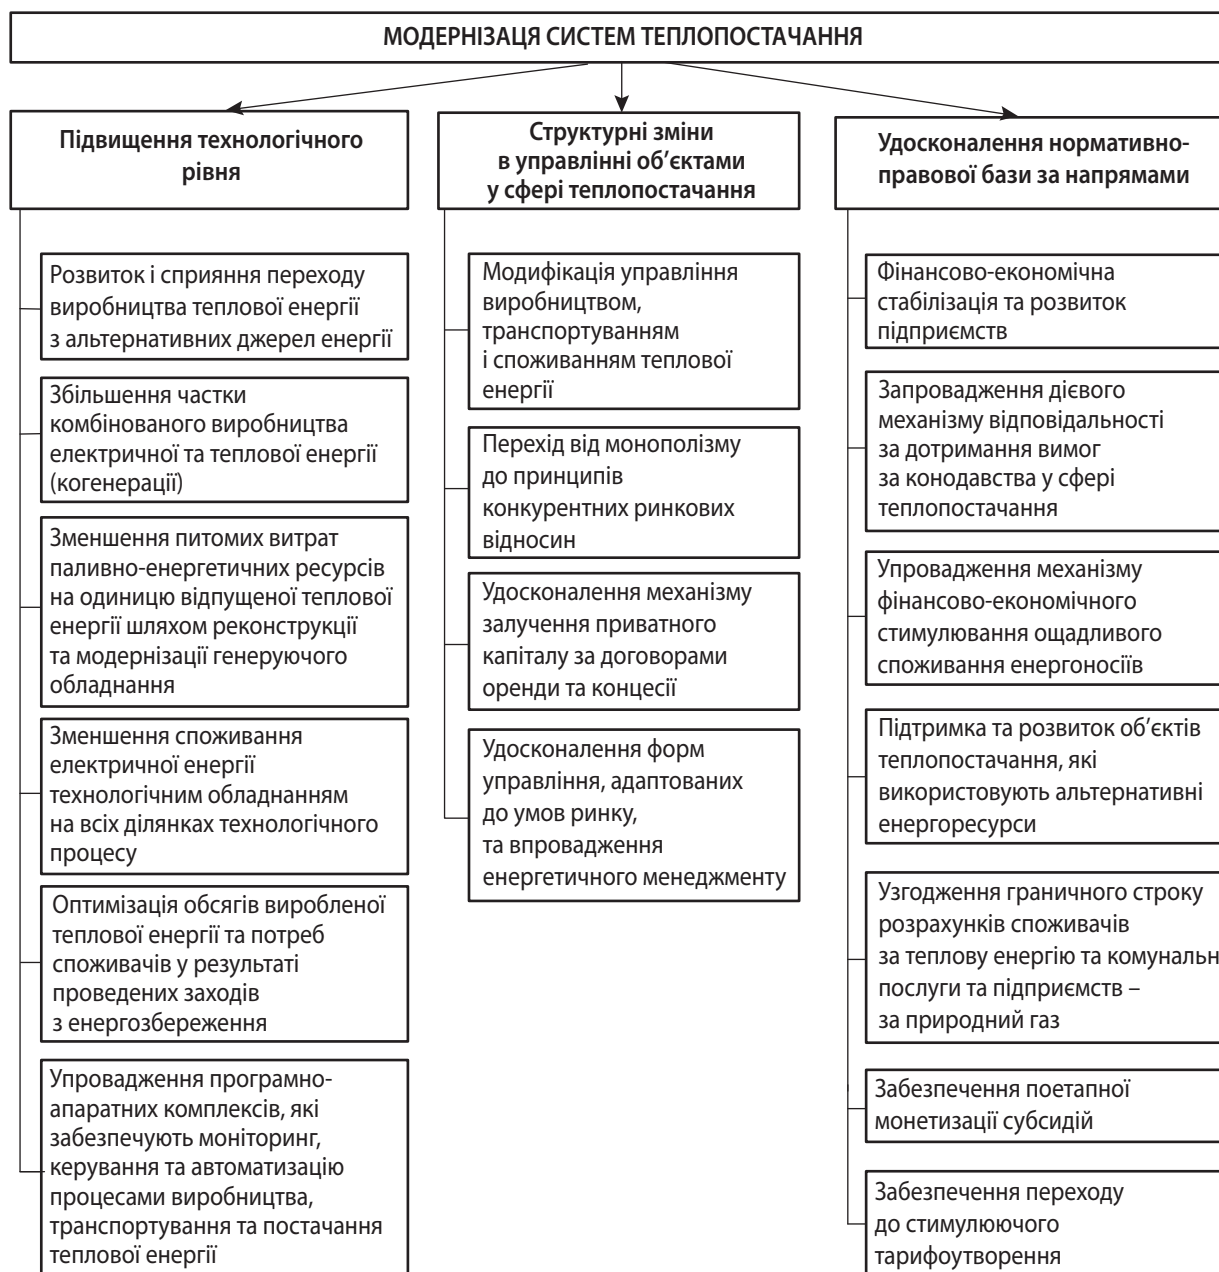 МОДЕРНІЗАЦЯ СИСТЕМ ТЕПЛОПОСТАЧАННЯ
Підвищення технологічного
рівня
Розвиток і сприяння переходу
виробництва теплової енергії
з альтернативних джерел енергії
Збільшення частки
комбінованого виробництва
електричної та теплової енергії
(когенерації)
Зменшення питомих витрат
паливно-енергетичних ресурсів
на одиницю відпущеної теплової
енергії шляхом реконструкції
та модернізації генеруючого
обладнання
Зменшення споживання
електричної енергії
технологічним обладнанням
на всіх ділянках технологічного
процесу
Оптимізація обсягів виробленої
теплової енергії та потреб
споживачів у результаті
проведених заходів
з енергозбереження
Упровадження програмно-
апаратних комплексів, які
забезпечують моніторинг,
керування та автоматизацію
процесами виробництва,
транспортування та постачання
теплової енергії
Структурні зміни
в управлінні об’єктами
у сфері теплопостачання
Модифікація управління
виробництвом,
транспортуванням
і споживанням теплової
енергії
Перехід від монополізму
до принципів
конкурентних ринкових
відносин
Удосконалення механізму
залучення приватного
капіталу за договорами
оренди та концесії
Удосконалення форм
управління, адаптованих
до умов ринку,
та впровадження
енергетичного менеджменту
Удосконалення нормативно-
правової бази за напрямами
Фінансово-економічна
стабілізація та розвиток
підприємств
Запровадження дієвого
механізму відповідальності
за дотримання вимог
за конодавства у сфері
теплопостачання
Упровадження механізму
фінансово-економічного
стимулювання ощадливого
споживання енергоносіїв
Підтримка та розвиток об’єктів
теплопостачання, які
використовують альтернативні
енергоресурси
Узгодження граничного строку
розрахунків споживачів
за теплову енергію та комунальн
послуги та підприємств –
за природний газ
Забезпечення поетапної
монетизації субсидій
Забезпечення переходу
до стимулюючого
тарифоутворення